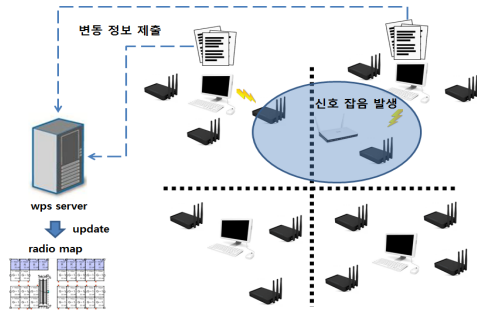 변동 정보 제출
신호 잡음 발생
wps server
update
radio map